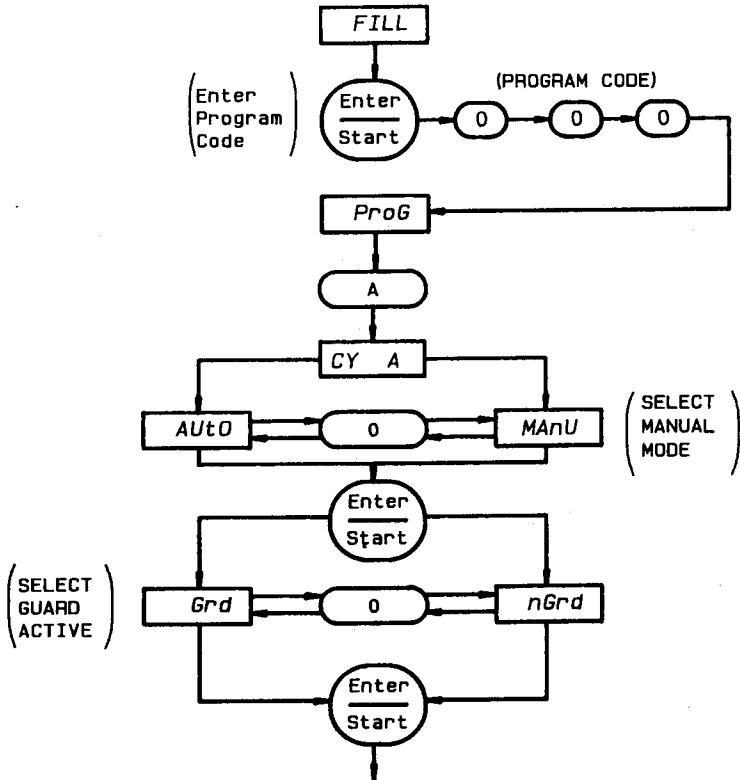 FILL
(Enter
Program
Code)
Enter
Start
(PROGRAM CODE)
0
0
0
ProG
A
CY A
AUtO
0
MAnU
(SELECT
MANUAL
MODE)
Enter
Start
(SELECT
GUARD
ACTIVE)
Grd
0
nGrd
Enter
Start